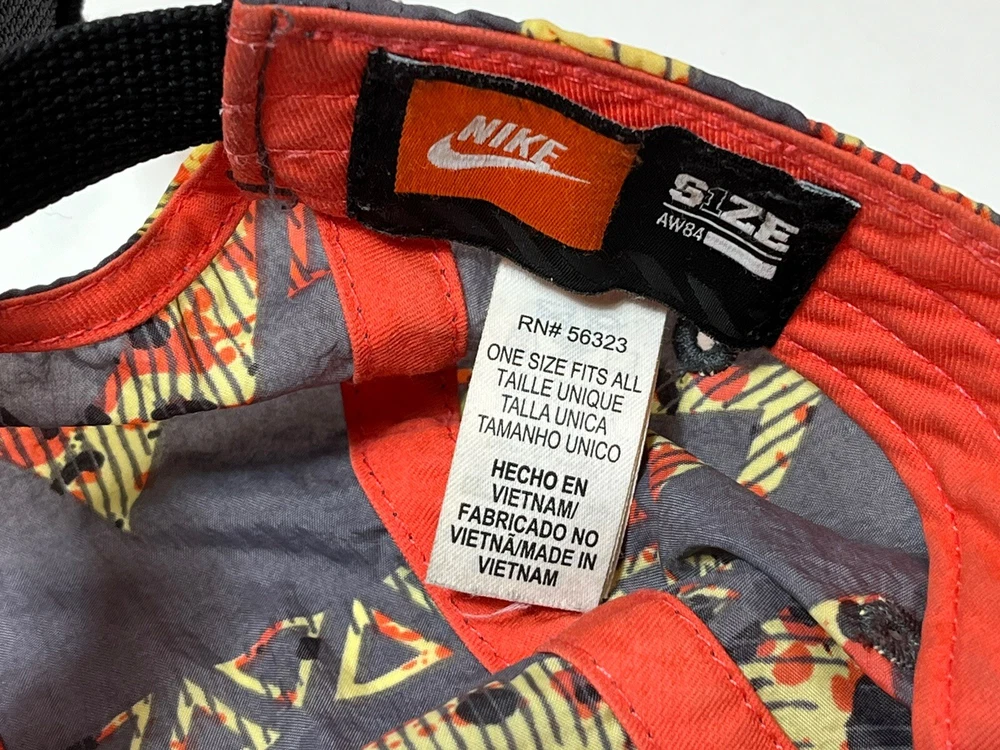 NIKE
S1ZE
AW84
RN# 56323
ONE SIZE FITS ALL
TAILLE UNIQUE
TALLA UNICA
TAMANHO UNICO
HECHO EN
VIETNAM/
FABRICADO NO
VIETNÃ/MADE IN
VIETNAM